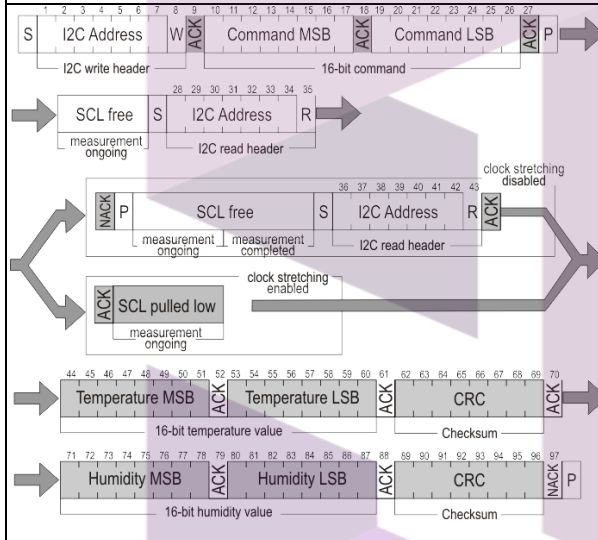 1 2 3 4 5 6 7 8 9 10 11 12 13 14 15 16 17 18 19 20 21 22 23 24 25 26 27
S I2C Address W ACK Command MSB ACK Command LSB ACK P
I2C write header 16-bit command
28 29 30 31 32 33 34 35
SCL free S I2C Address R
measurement ongoing I2C read header
clock stretching disabled
36 37 38 39 40 41 42 43
NACK P SCL free S I2C Address R ACK
measurement ongoing measurement completed I2C read header
clock stretching enabled
ACK SCL pulled low
measurement ongoing
44 45 46 47 48 49 50 51 52 53 54 55 56 57 58 59 60 61 62 63 64 65 66 67 68 69 70
Temperature MSB ACK Temperature LSB ACK CRC ACK
16-bit temperature value Checksum
71 72 73 74 75 76 77 78 79 80 81 82 83 84 85 86 87 88 89 90 91 92 93 94 95 96 97
Humidity MSB ACK Humidity LSB ACK CRC NACK P
16-bit humidity value Checksum